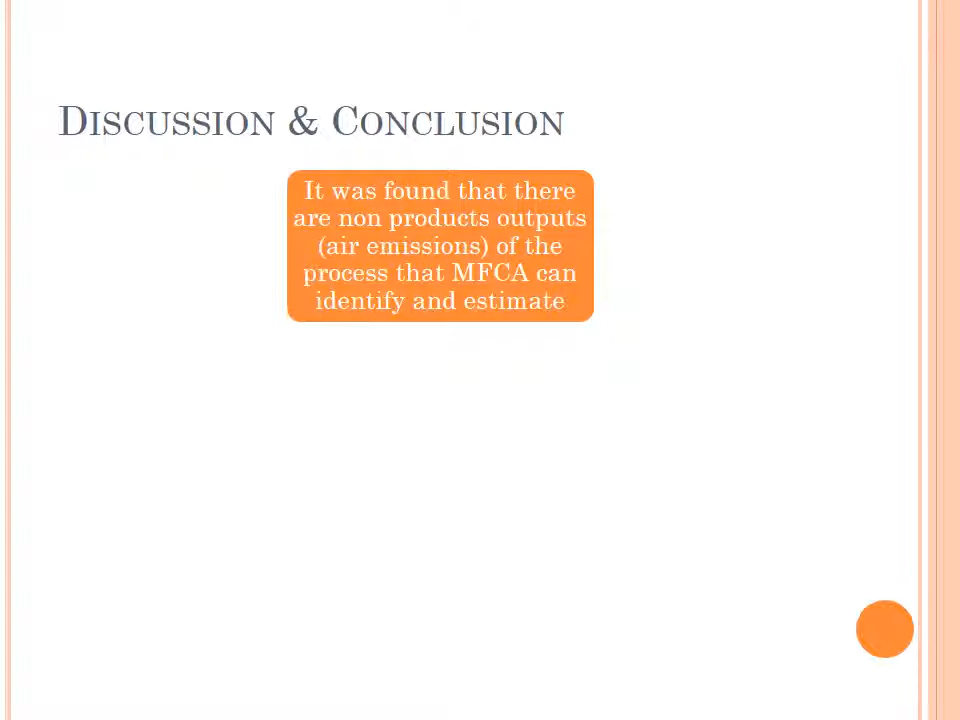 DISCUSSION & CONCLUSION
It was found that there
are non products outputs
(air emissions) of the
process that MFCA can
identify and estimate